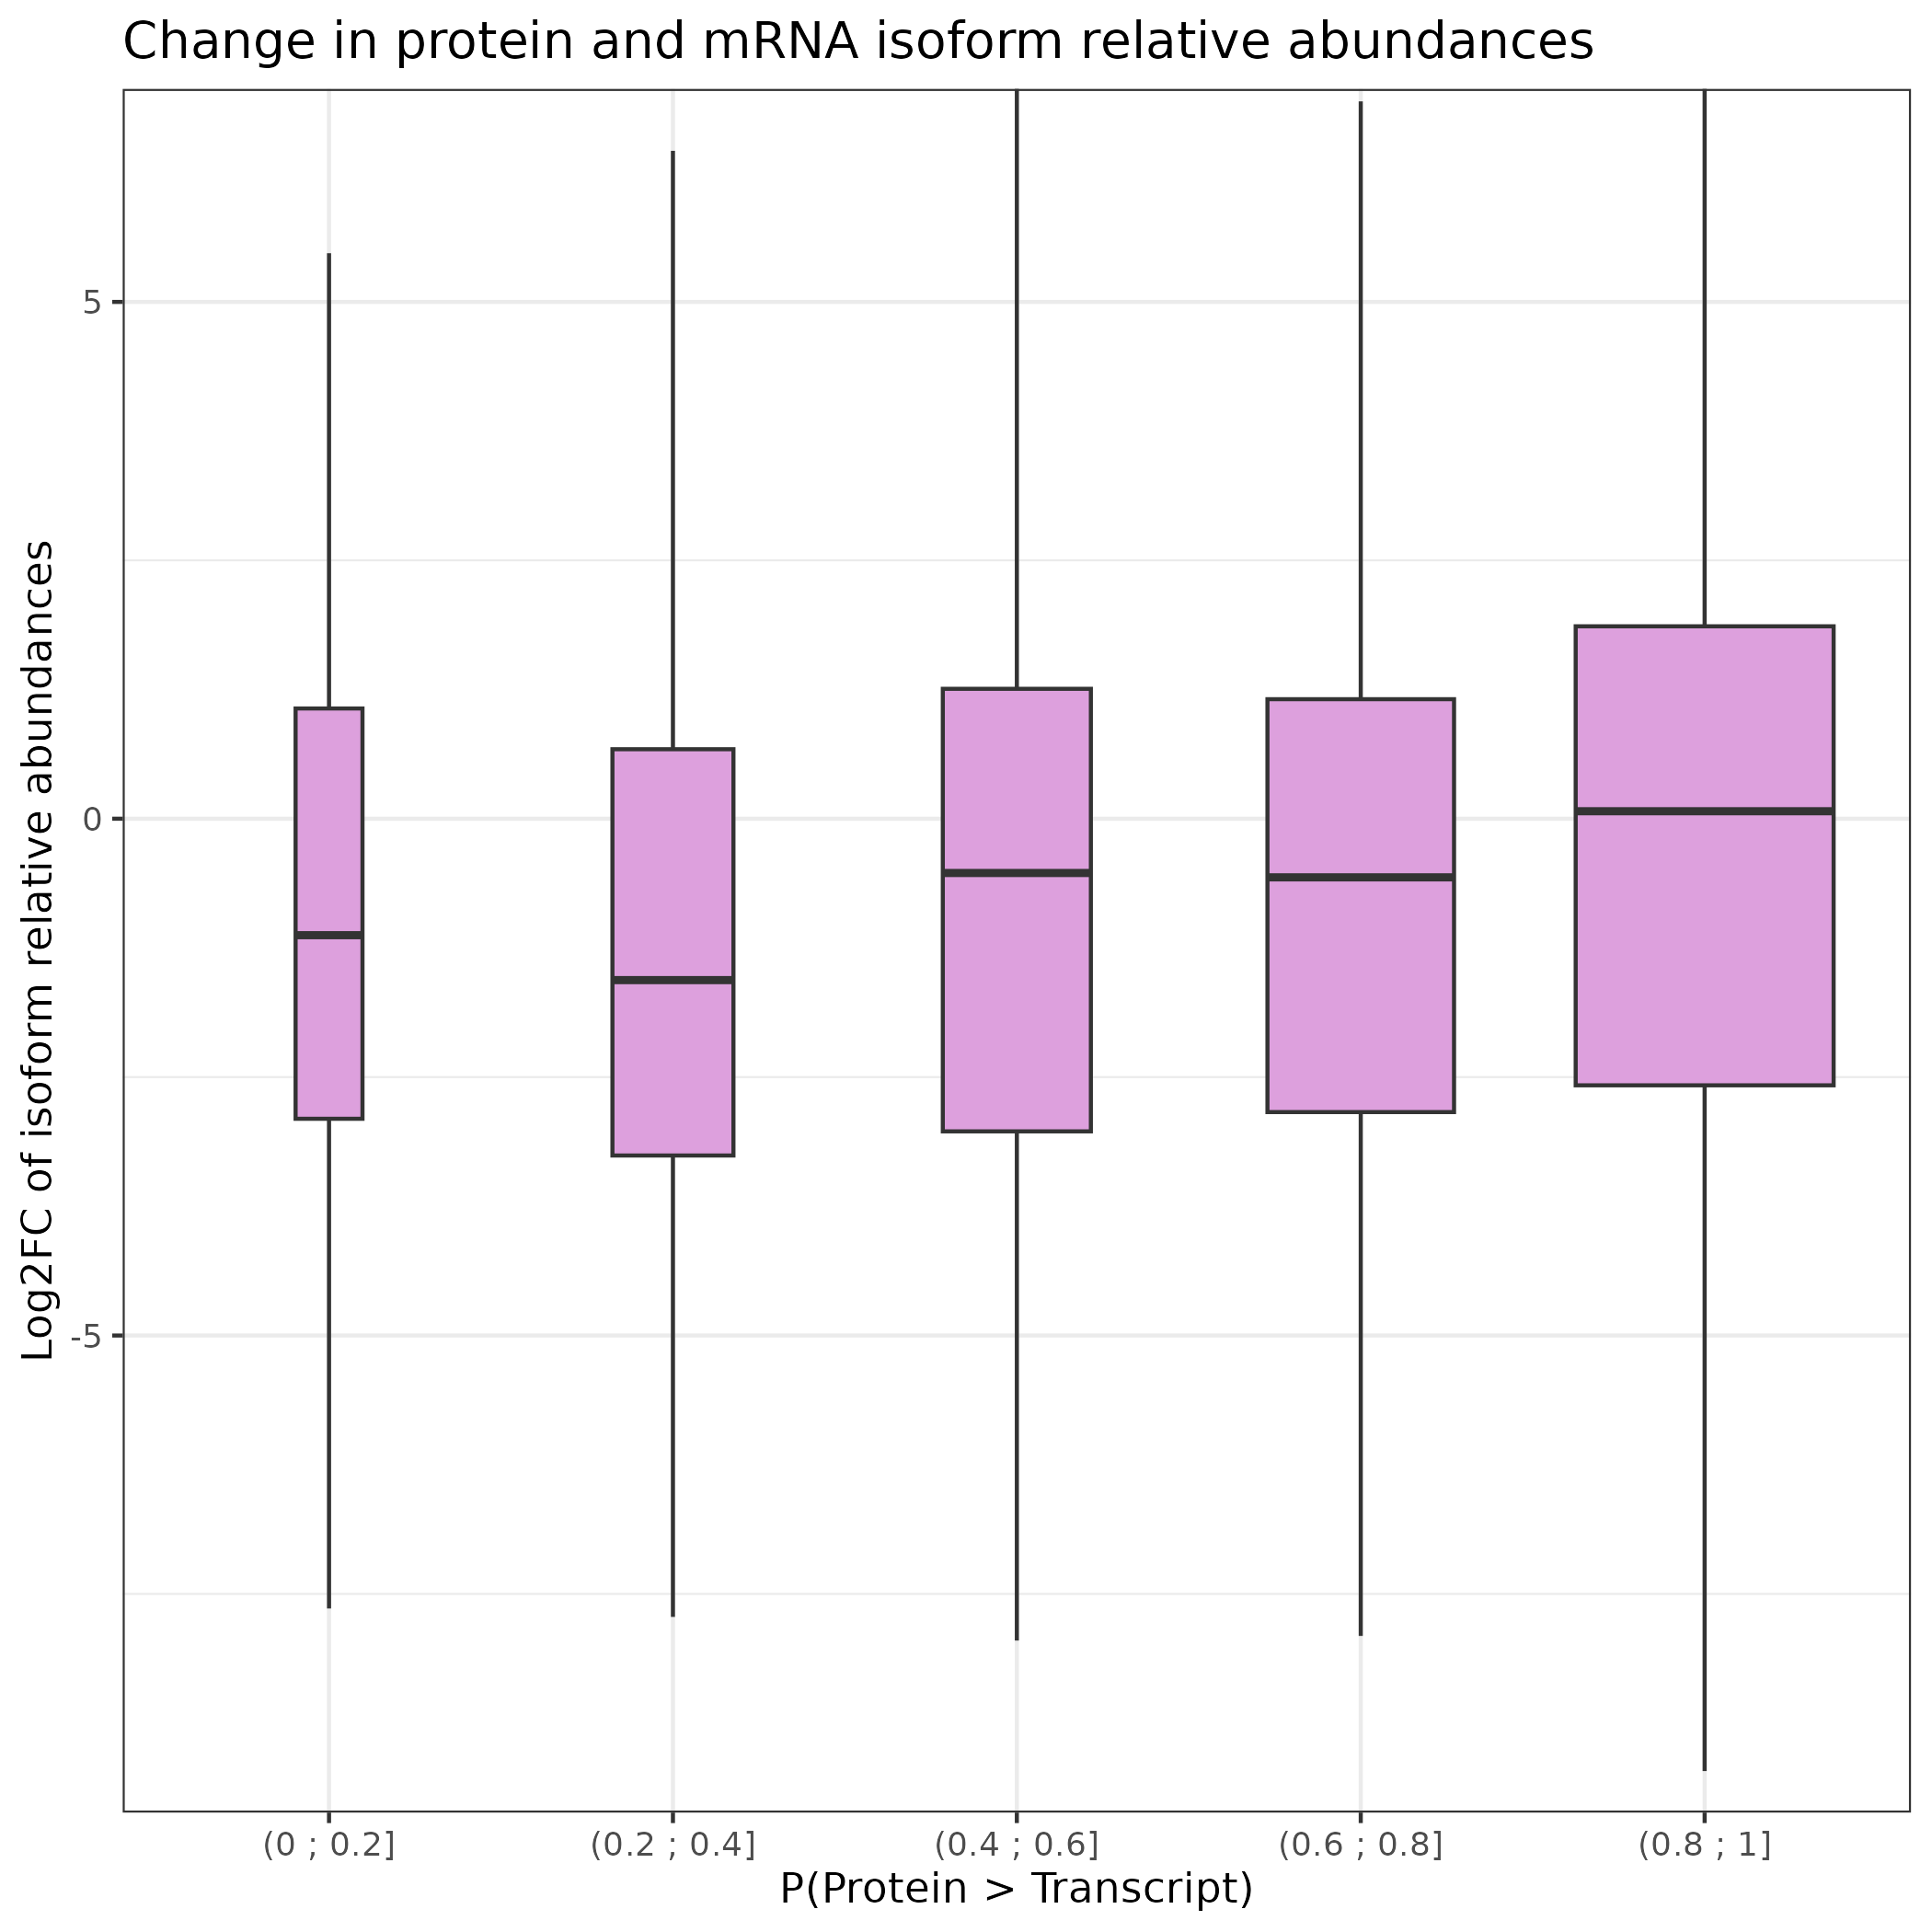 Change in protein and mRNA isoform relative abundances
Log2FC of isoform relative abundances
5
0
-5
(0 ; 0.2]
(0.2 ; 0.4]
(0.4 ; 0.6]
(0.6 ; 0.8]
(0.8 ; 1]
P(Protein > Transcript)